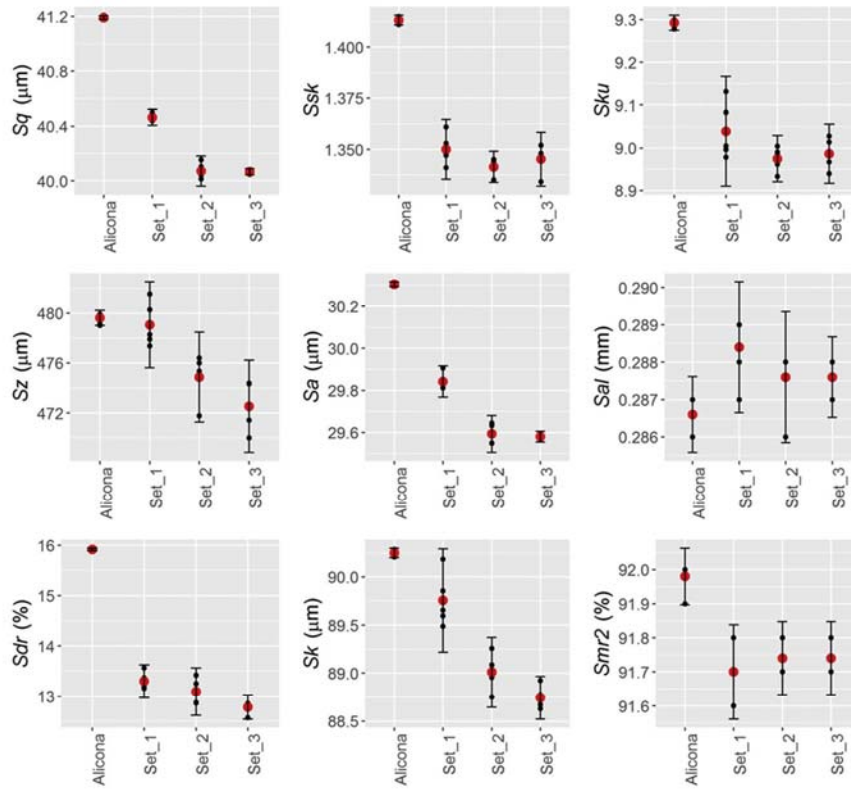 Sq (μm)
41.2
40.4
40.0
Alicona
Set_1
Set_2
Set_3
Ssk
1.400
1.375
1.350
Alicona
Set_1
Set_2
Set_3
Sku
9.3
9.1
9.0
8.9
Alicona
Set_1
Set_2
Set_3
Sz (μm)
480
476
472
Alicona
Set_1
Set_2
Set_3
Sa (μm)
30.2
30.0
29.8
29.6
Alicona
Set_1
Set_2
Set_3
Sal (mm)
0.290
0.289
0.288
0.287
0.286
Alicona
Set_1
Set_2
Set_3
Sdr (%)
16
15
14
13
Alicona
Set_1
Set_2
Set_3
Sk (μm)
90.0
89.5
89.0
88.5
Alicona
Set_1
Set_2
Set_3
Smr2 (%)
92.0
91.9
91.8
91.7
91.6
Alicona
Set_1
Set_2
Set_3